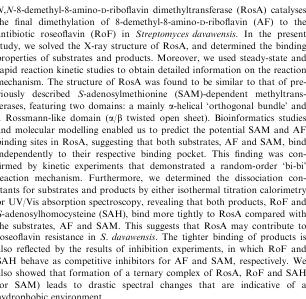 N,N-8-demethyl-8-amino-D-riboflavin dimethyltransferase (RosA) catalyses
the final dimethylation of 8-demethyl-8-amino-D-riboflavin (AF) to the
antibiotic roseoflavin (RoF) in Streptomyces davawensis. In the present
study, we solved the X-ray structure of RosA, and determined the binding
properties of substrates and products. Moreover, we used steady-state and
rapid reaction kinetic studies to obtain detailed information on the reaction
mechanism. The structure of RosA was found to be similar to that of pre-
viously described S-adenosylmethionine (SAM)-dependent methyltrans-
ferases, featuring two domains: a mainly α-helical 'orthogonal bundle' and
a Rossmann-like domain (α/β twisted open sheet). Bioinformatics studies
and molecular modelling enabled us to predict the potential SAM and AF
binding sites in RosA, suggesting that both substrates, AF and SAM, bind
independently to their respective binding pocket. This finding was con-
firmed by kinetic experiments that demonstrated a random-order 'bi-bi'
reaction mechanism. Furthermore, we determined the dissociation con-
stants for substrates and products by either isothermal titration calorimetry
or UV/Vis absorption spectroscopy, revealing that both products, RoF and
S-adenosylhomocysteine (SAH), bind more tightly to RosA compared with
the substrates, AF and SAM. This suggests that RosA may contribute to
roseoflavin resistance in S. davawensis. The tighter binding of products is
also reflected by the results of inhibition experiments, in which RoF and
SAH behave as competitive inhibitors for AF and SAM, respectively. We
also showed that formation of a ternary complex of RosA, RoF and SAH
(or SAM) leads to drastic spectral changes that are indicative of a
hydrophobic environment.